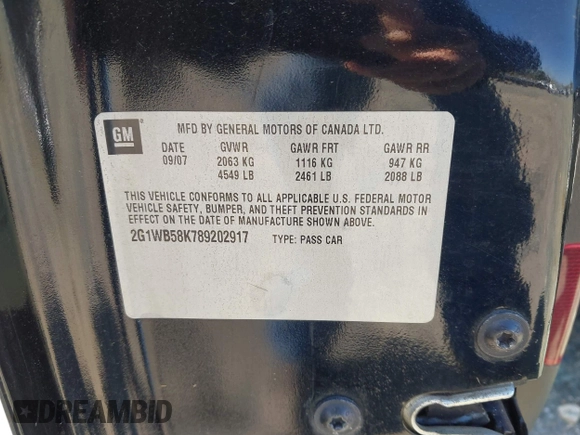 GM
MFD BY GENERAL MOTORS OF CANADA LTD.
DATE GVWR GAWR FRT GAWR RR
09/07 2063 KG 1116 KG 947 KG
4549 LB 2461 LB 2088 LB
THIS VEHICLE CONFORMS TO ALL APPLICABLE U.S. FEDERAL MOTOR
VEHICLE SAFETY, BUMPER, AND THEFT PREVENTION STANDARDS IN
EFFECT ON THE DATE OF MANUFACTURE SHOWN ABOVE.
2G1WB58K789202917 TYPE: PASS CAR
DREAMBID